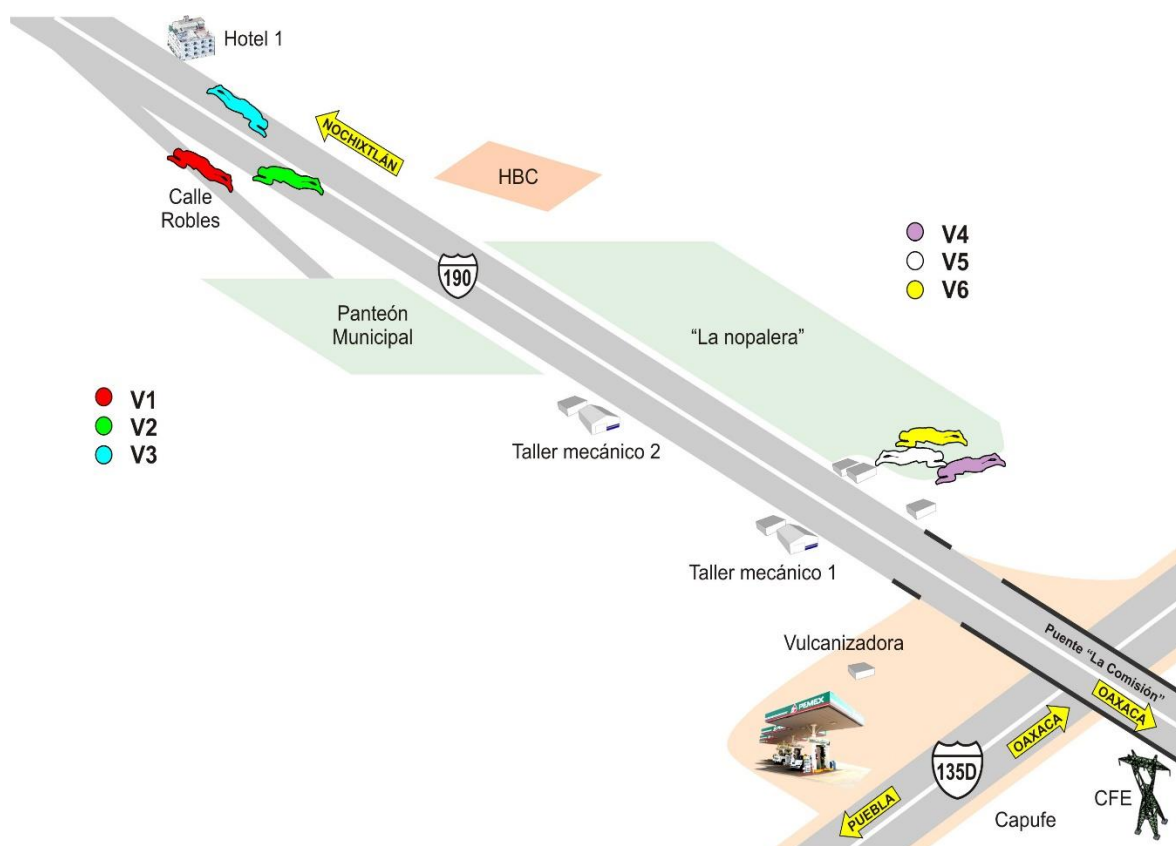 Hotel 1
NOCHIXTLÁN
HBC
Calle
Robles
V4
V5
V6
190
Panteón
Municipal
“La nopalera”
V1
V2
V3
Taller mecánico 2
Taller mecánico 1
Vulcanizadora
Puente “La Comisión”
OAXACA
OAXACA
PEMEX
135D
PUEBLA
CFE
Capufe